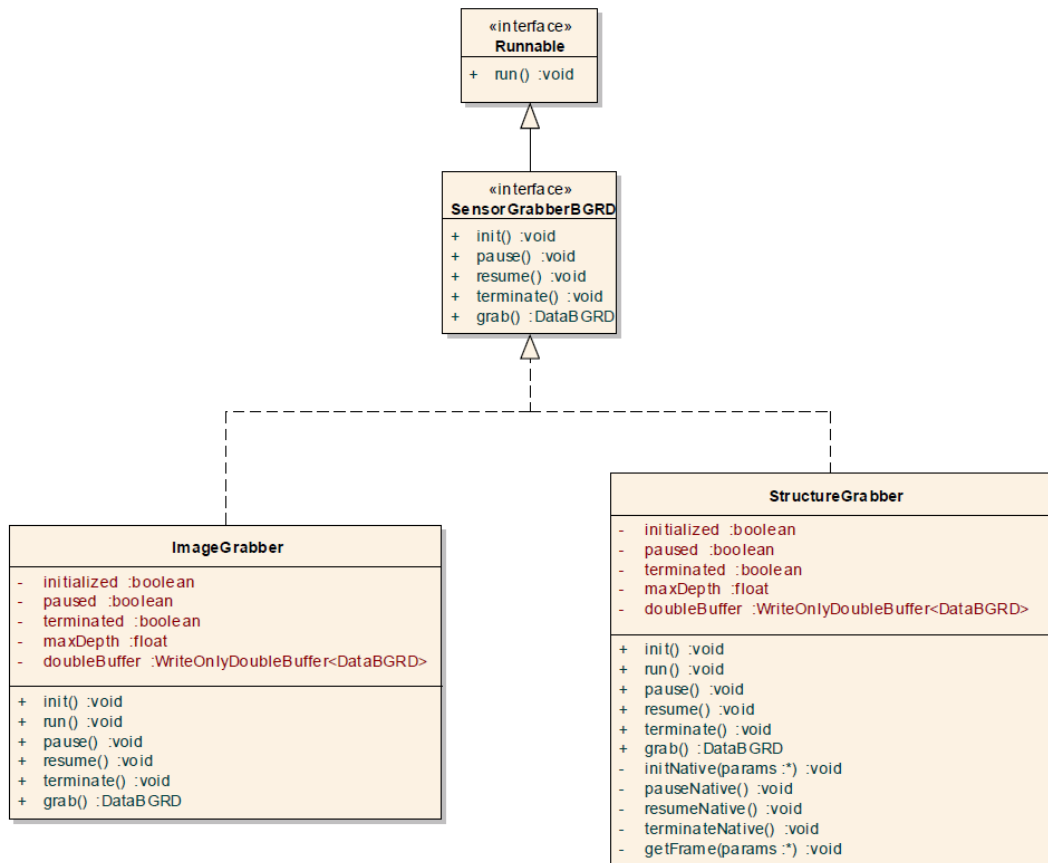 «interface»
Runnable
+ run() :void
«interface»
SensorGrabberBGRD
+ init() :void
+ pause() :void
+ resume() :void
+ terminate() :void
+ grab() :DataBGRD
ImageGrabber
- initialized :boolean
- paused :boolean
- terminated :boolean
- maxDepth :float
- doubleBuffer :WriteOnlyDoubleBuffer<DataBGRD>
+ init() :void
+ run() :void
+ pause() :void
+ resume() :void
+ terminate() :void
+ grab() :DataBGRD
StructureGrabber
- initialized :boolean
- paused :boolean
- terminated :boolean
- maxDepth :float
- doubleBuffer :WriteOnlyDoubleBuffer<DataBGRD>
+ init() :void
+ run() :void
+ pause() :void
+ resume() :void
+ terminate() :void
+ grab() :DataBGRD
- initNative(params :*) :void
- pauseNative() :void
- resumeNative() :void
- terminateNative() :void
- getFrame(params :*) :void